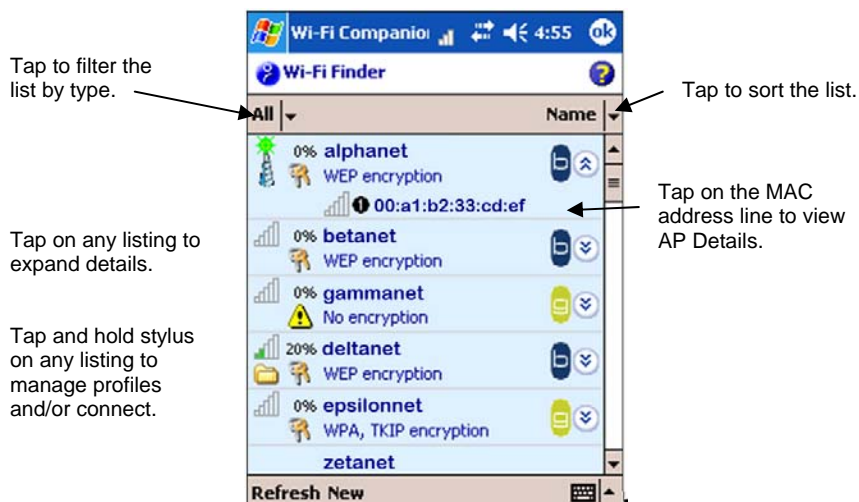 Wi-Fi Companio 4:55 ok
Wi-Fi Finder ?
Tap to filter the
list by type.
Tap to sort the list.
All Name
0% alphanet b
WEP encryption
1 00:a1:b2:33:cd:ef
Tap on the MAC
address line to view
AP Details.
Tap on any listing to
expand details.
0% betanet b
WEP encryption
0% gammanet g
! No encryption
Tap and hold stylus
on any listing to
manage profiles
and/or connect.
20% deltanet b
WEP encryption
0% epsilonnet g
WPA, TKIP encryption
zetanet
Refresh New